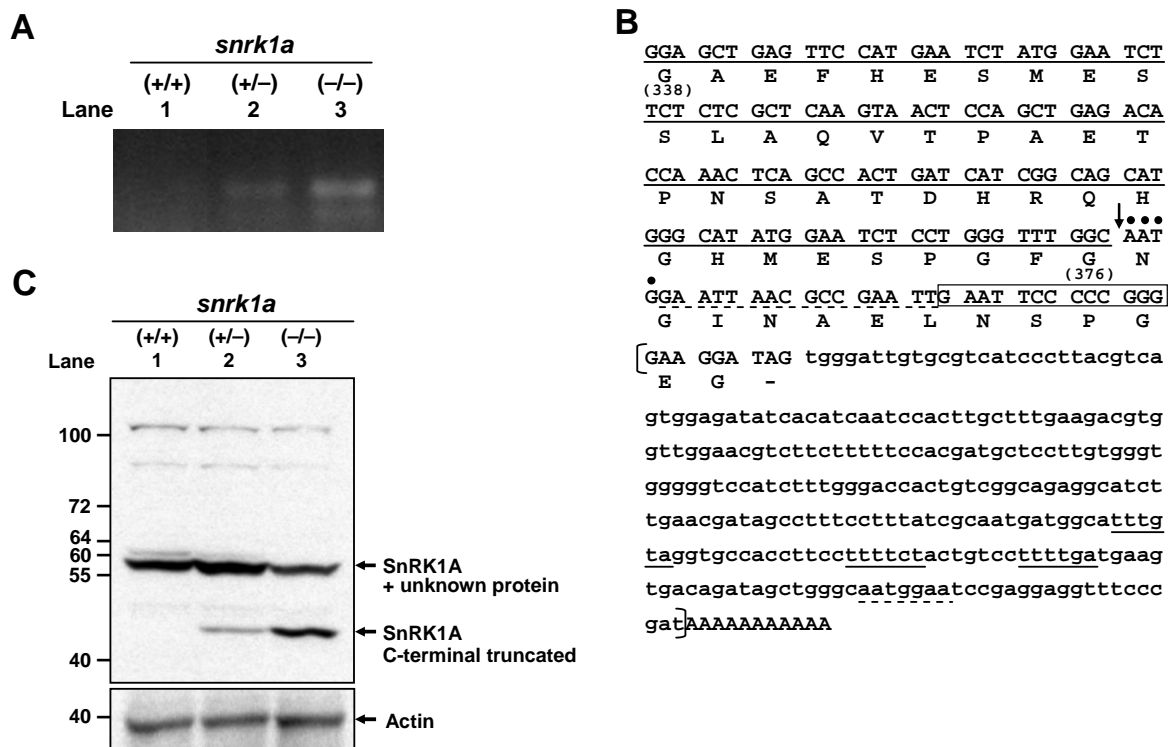 A
snrk1a
(+/+) (+/–) (–/–)
Lane 1 2 3
B
GGA GCT GAG TTC CAT GAA TCT ATG GAA TCT
G A E F H E S M E S
(338)
TCT CTC GCT CAA GTA ACT CCA GCT GAG ACA
S L A Q V T P A E T
CCA AAC TCA GCC ACT GAT CAT CGG CAG CAT
P N S A T D H R Q H
GGG CAT ATG GAA TCT CCT GGG TTT GGC AAT
G H M E S P G F G N
(376)
GGA ATT AAC GCC GAA TTG AAT TCC CCC GGG
G I N A E L N S P G
GAA GGA TAG tgggattgtgcgtcatcccttacgtca
E G -
gtggagatatcacatcaatccacttgctttgaagacgtg
gttggaacgtcttctttttccacgatgctccttgtgggt
gggggtccatctttgggaccactgtcggcagaggcatct
tgaacgatagcctttcctttatcgcaatgatggcatttg
taggtgccaccttccttttctactgtccttttgatgaag
tgacagatagctgggcaatggaatccgaggaggtttccc
gatAAAAAAAAAAA
C
snrk1a
(+/+) (+/–) (–/–)
Lane 1 2 3
100
72
64
60
55
40
SnRK1A
+ unknown protein
SnRK1A
C-terminal truncated
40
Actin